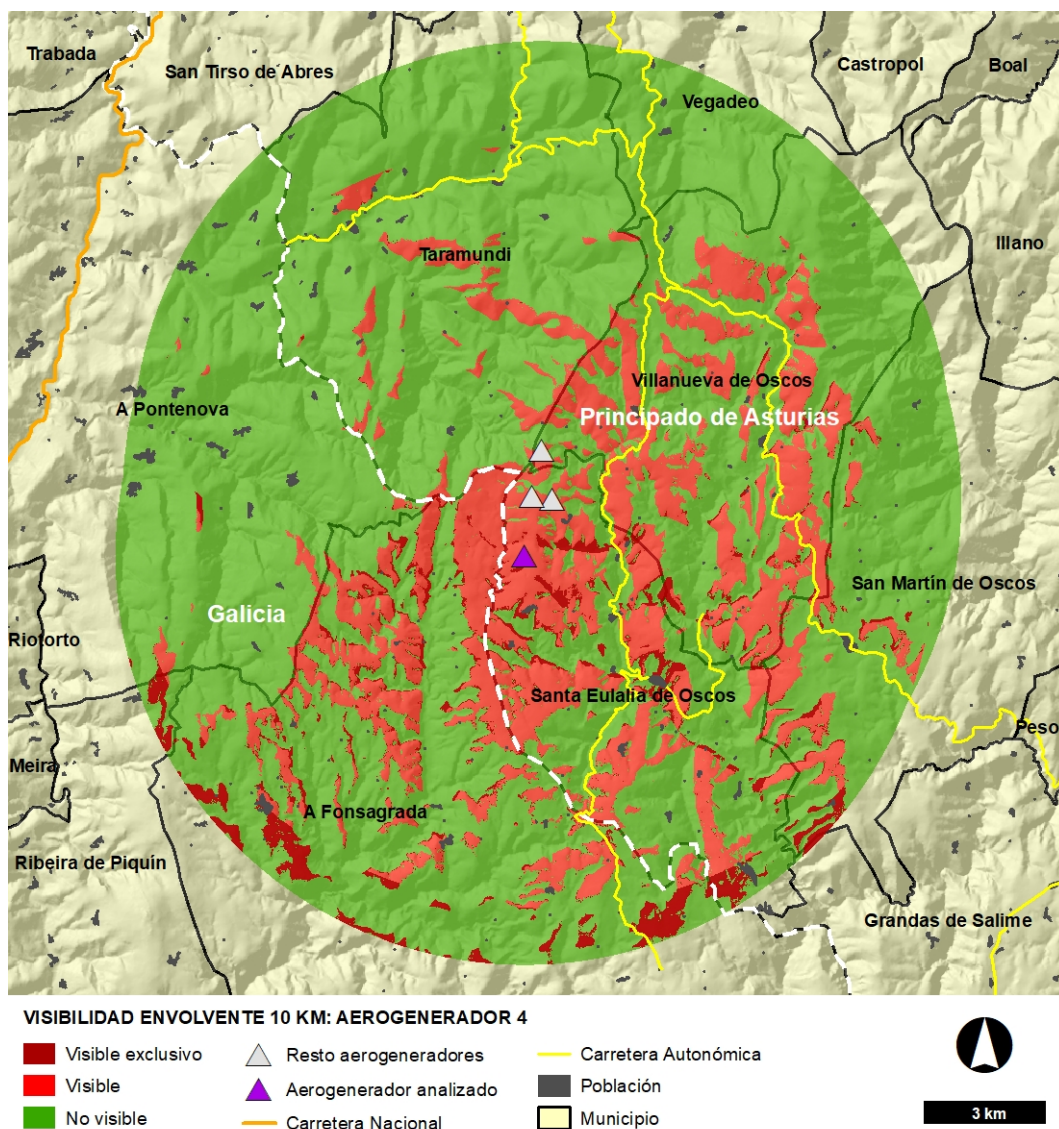 Trabada
San Tirso de Abres
Castropol
Boal
Vegadeo
Illano
Taramundi
Villanueva de Oscos
A Pontenova
Principado de Asturias
San Martín de Oscos
Galicia
Riotorto
Santa Eulalia de Oscos
Peso
Meira
A Fonsagrada
Ribeira de Piquín
Grandas de Salime
VISIBILIDAD ENVOLVENTE 10 KM: AEROGENERADOR 4
Visible exclusivo
Visible
No visible
Resto aerogeneradores
Aerogenerador analizado
Carretera Nacional
Carretera Autonómica
Población
Municipio
3 km